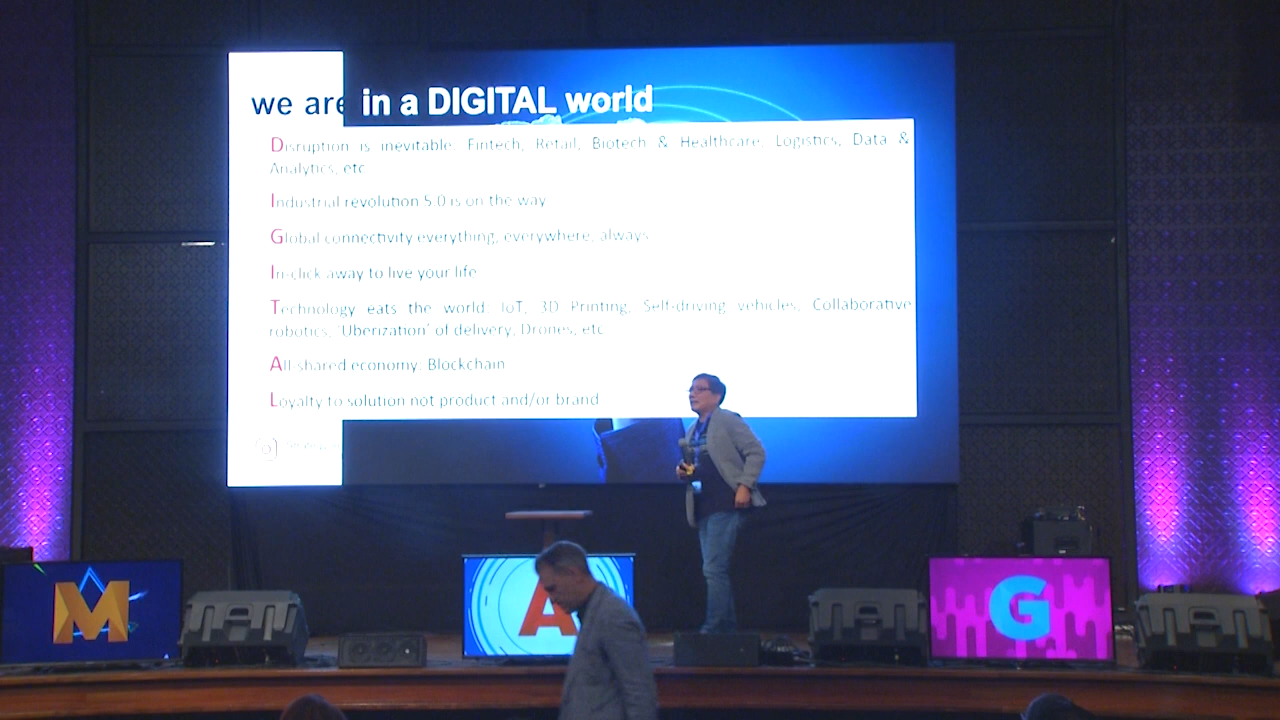 we are in a DIGITAL world
Disruption is inevitable: Fintech, Retail, Biotech & Healthcare, Logistics, Data &
Analytics, etc
Industrial revolution 5.0 is on the way
Global connectivity everything, everywhere, always
In-click away to live your life
Technology eats the world: IoT, 3D Printing, Self-driving vehicles, Collaborative
robotics, 'Uberization' of delivery, Drones, etc
All-shared economy: Blockchain
Loyalty to solution not product and/or brand
M
A
G